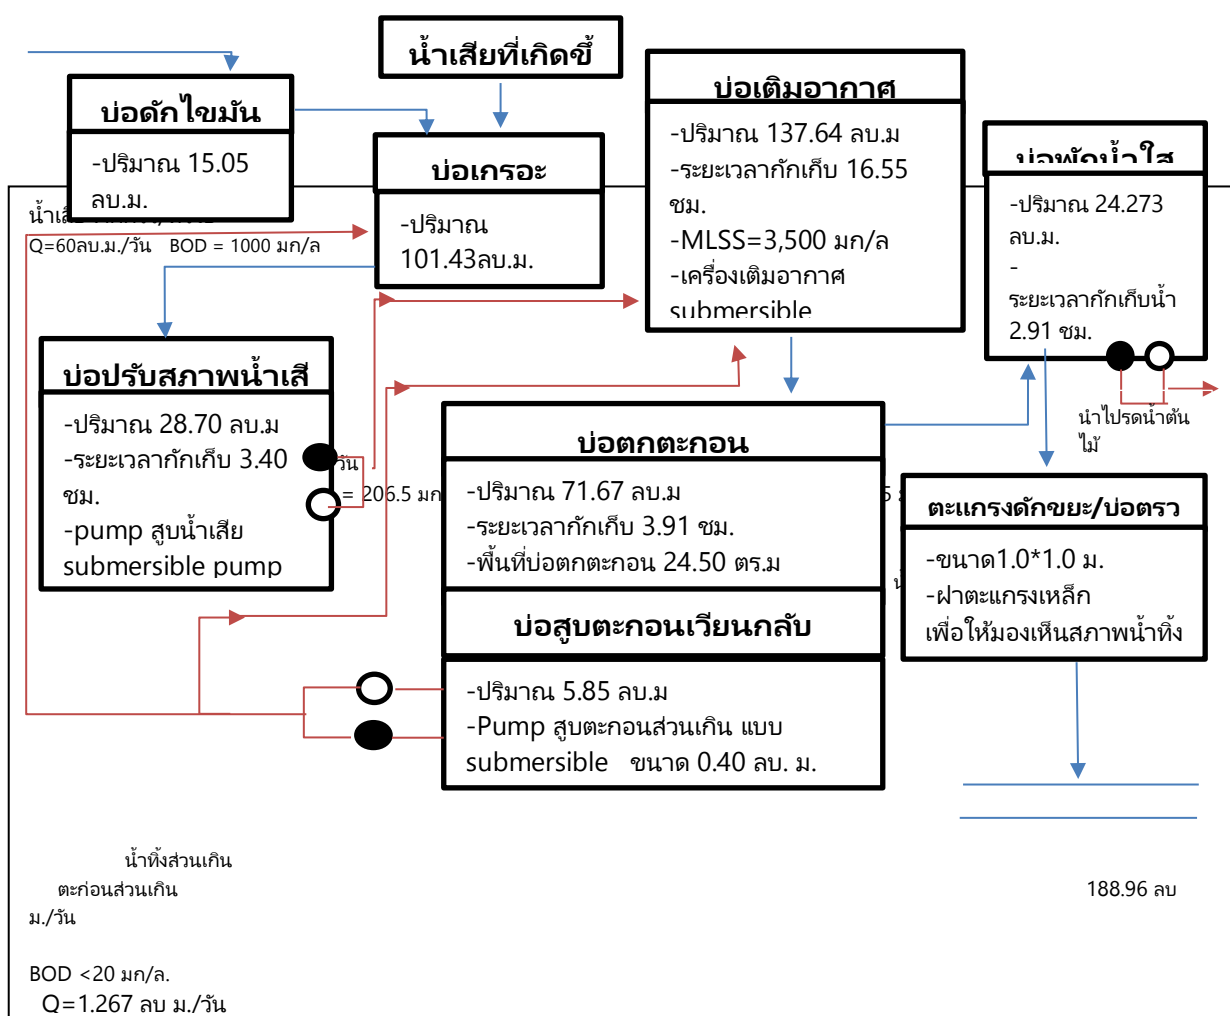 น้ำเสียที่เกิดขึ้
บ่อดักไขมัน
-ปริมาณ 15.05
ลบ.ม.
บ่อเกรอะ
-ปริมาณ
101.43ลบ.ม.
บ่อเติมอากาศ
-ปริมาณ 137.64 ลบ.ม
-ระยะเวลากักเก็บ 16.55
ชม.
-MLSS=3,500 มก/ล
-เครื่องเติมอากาศ
submersible
บ่อพักน้ำใส
-ปริมาณ 24.273
ลบ.ม.
-
ระยะเวลากักเก็บน้ำ
2.91 ชม.
Q=60ลบ.ม./วัน BOD = 1000 มก/ล
บ่อปรับสภาพน้ำเสี
-ปริมาณ 28.70 ลบ.ม
-ระยะเวลากักเก็บ 3.40
ชม.
-pump สูบน้ำเสีย
submersible pump
วัน
= 206.5 มก
บ่อตกตะกอน
-ปริมาณ 71.67 ลบ.ม
-ระยะเวลากักเก็บ 3.91 ชม.
-พื้นที่บ่อตกตะกอน 24.50 ตร.ม
บ่อสูบตะกอนเวียนกลับ
-ปริมาณ 5.85 ลบ.ม
-Pump สูบตะกอนส่วนเกิน แบบ
submersible ขนาด 0.40 ลบ. ม.
นำไปรดน้ำต้น
ไม้
ตะแกรงดักขยะ/บ่อตรว
-ขนาด1.0*1.0 ม.
-ฝาตะแกรงเหล็ก
เพื่อให้มองเห็นสภาพน้ำทิ้ง
น้ำทิ้งส่วนเกิน
ตะก่อนส่วนเกิน 188.96 ลบ
ม./วัน
BOD <20 มก/ล.
Q=1.267 ลบ ม./วัน